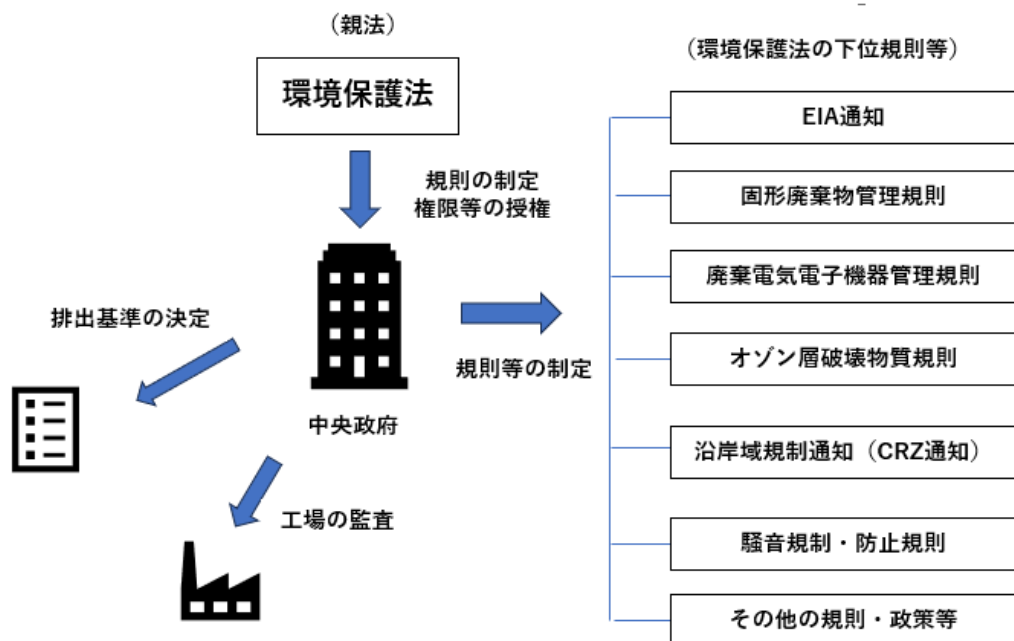 （親法）
環境保護法
規則の制定
権限等の授権
排出基準の決定
規則等の制定
中央政府
工場の監査
（環境保護法の下位規則等）
EIA通知
固形廃棄物管理規則
廃棄電気電子機器管理規則
オゾン層破壊物質規則
沿岸域規制通知（CRZ通知）
騒音規制・防止規則
その他の規則・政策等